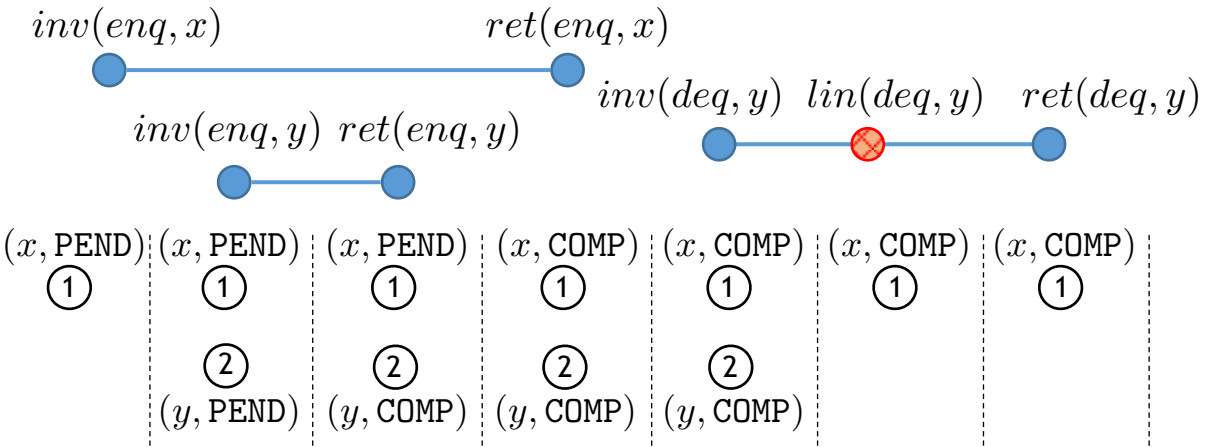 inv(enq, x) ret(enq, x)
inv(deq, y) lin(deq, y) ret(deq, y)
inv(enq, y) ret(enq, y)
(x, PEND) (x, PEND) (x, PEND) (x, COMP) (x, COMP) (x, COMP) (x, COMP)
1 1 1 1 1 1 1
2 2 2 2
(y, PEND) (y, COMP) (y, COMP) (y, COMP)